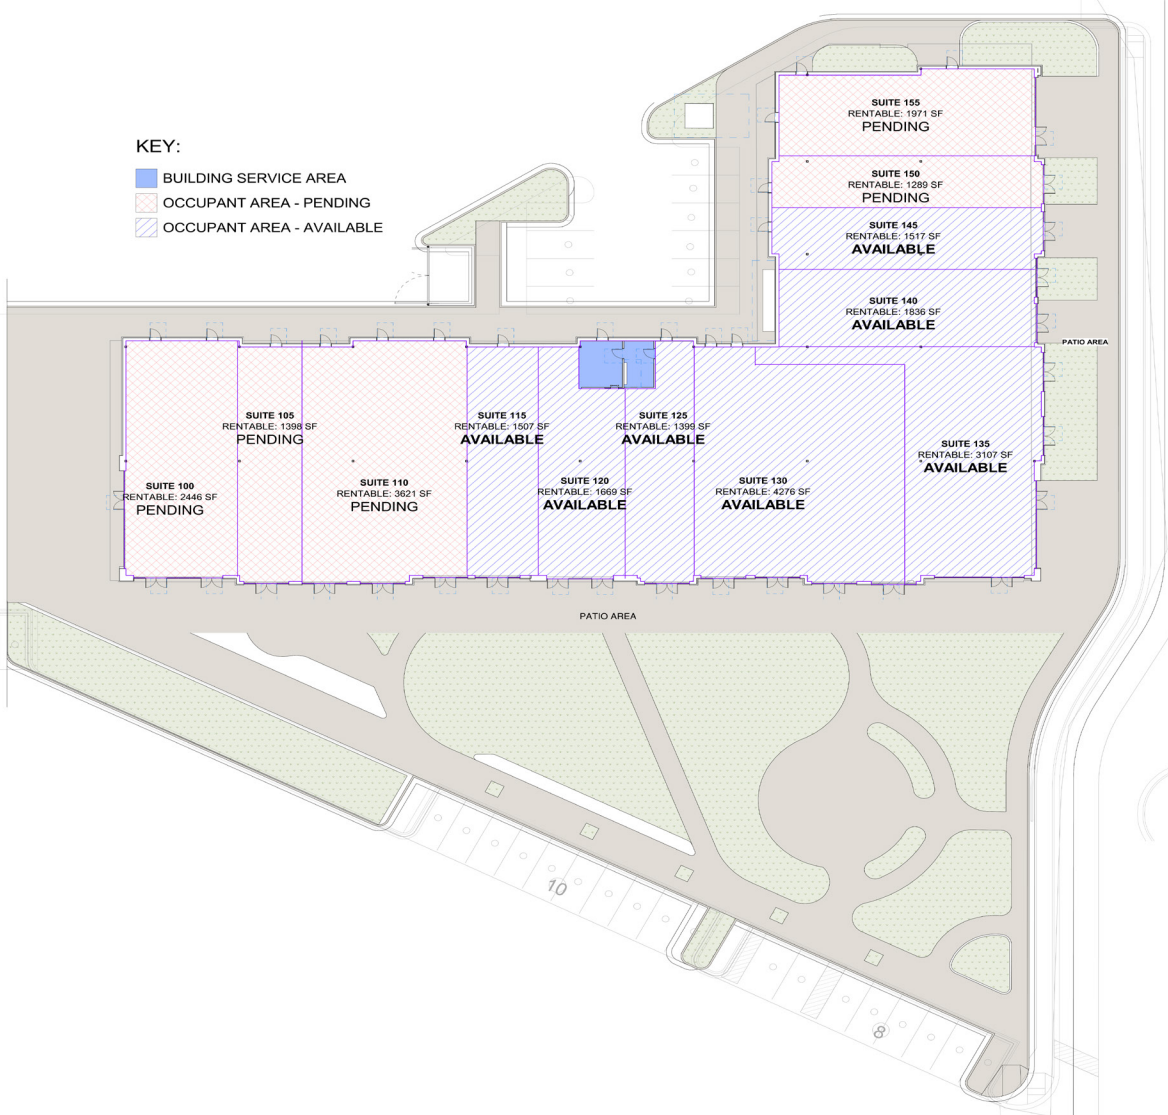 KEY:
BUILDING SERVICE AREA
OCCUPANT AREA - PENDING
OCCUPANT AREA - AVAILABLE
SUITE 155
RENTABLE: 1971 SF
PENDING
SUITE 150
RENTABLE: 1289 SF
PENDING
SUITE 145
RENTABLE: 1517 SF
AVAILABLE
SUITE 140
RENTABLE: 1836 SF
AVAILABLE
PATIO AREA
SUITE 105
RENTABLE: 1398 SF
PENDING
SUITE 115
RENTABLE: 1507 SF
AVAILABLE
SUITE 125
RENTABLE: 1399 SF
AVAILABLE
SUITE 135
RENTABLE: 3107 SF
AVAILABLE
SUITE 100
RENTABLE: 2446 SF
PENDING
SUITE 110
RENTABLE: 3621 SF
PENDING
SUITE 120
RENTABLE: 1669 SF
AVAILABLE
SUITE 130
RENTABLE: 4276 SF
AVAILABLE
PATIO AREA
10
8